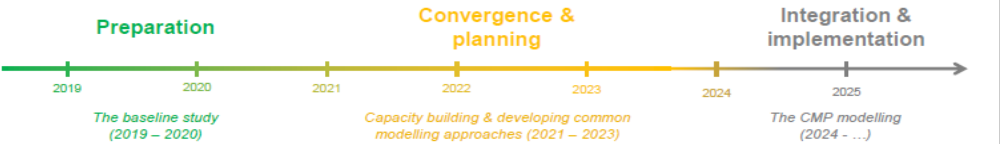 Preparation
Convergence &
planning
Integration &
implementation
2019
2020
2021
2022
2023
2024
2025
The baseline study
(2019 – 2020)
Capacity building & developing common
modelling approaches (2021 – 2023)
The CMP modelling
(2024 - ...)